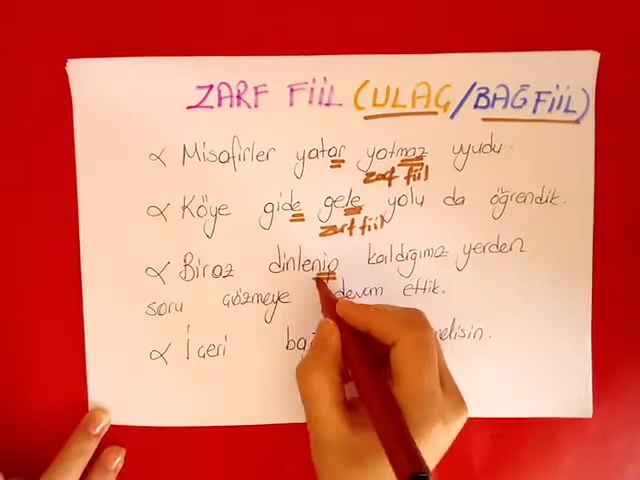 ZARF FİİL (ULAÇ/BAĞFİİL)
∝ Misafirler yatar yatmaz uyudu.
zarf fiil
∝ Köye gide gele yolu da öğrendik.
zarf fiil
∝ Biraz dinlenip kaldığımız yerden
soru çözmeye devam ettik.
∝ İçeri